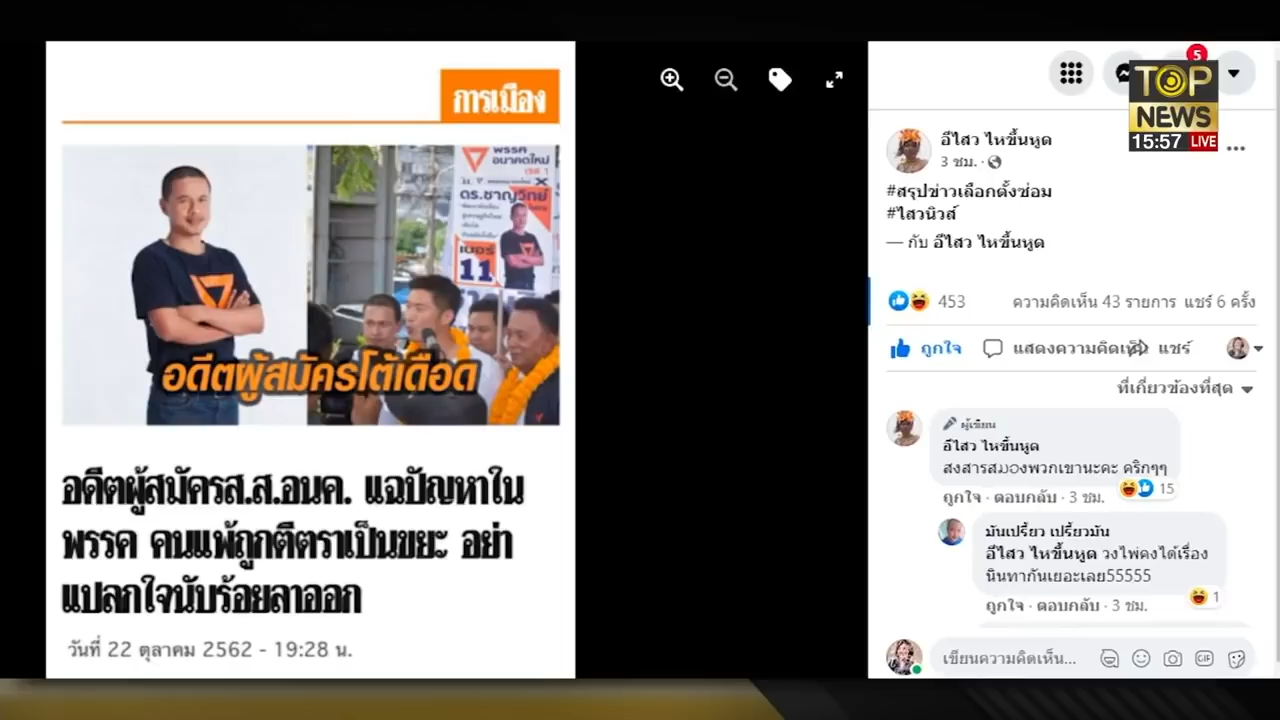 การเมือง
พรรค
อนาคตใหม่
เขต 1
ดร.ชาญวิทย์
เบอร์
11
อดีตผู้สมัครโต้เดือด
อดีตผู้สมัครส.ส.อนค. แฉปัญหาใน
พรรค คนแพ้ถูกตีตราเป็นขยะ อย่า
แปลกใจนับร้อยลาออก
วันที่ 22 ตุลาคม 2562 - 19:28 น.
5
TOP
NEWS
15:57 LIVE
อีไสว ไหขึ้นหูด
3 ชม.
#สรุปข่าวเลือกตั้งซ่อม
#ไสวนิวส์
— กับ อีไสว ไหขึ้นหูด
453 ความคิดเห็น 43 รายการ แชร์ 6 ครั้ง
ถูกใจ แสดงความคิดเห็น แชร์
ที่เกี่ยวข้องที่สุด
ผู้เขียน
อีไสว ไหขึ้นหูด
สงสารสมองพวกเขานะคะ คริกๆๆ
ถูกใจ · ตอบกลับ · 3 ชม. 15
มันเปรี้ยว เปรี้ยวมัน
อีไสว ไหขึ้นหูด วงไพ่คงได้เรื่อง
นินทากันเยอะเลย55555
ถูกใจ · ตอบกลับ · 3 ชม. 1
เขียนความคิดเห็น...
GIF